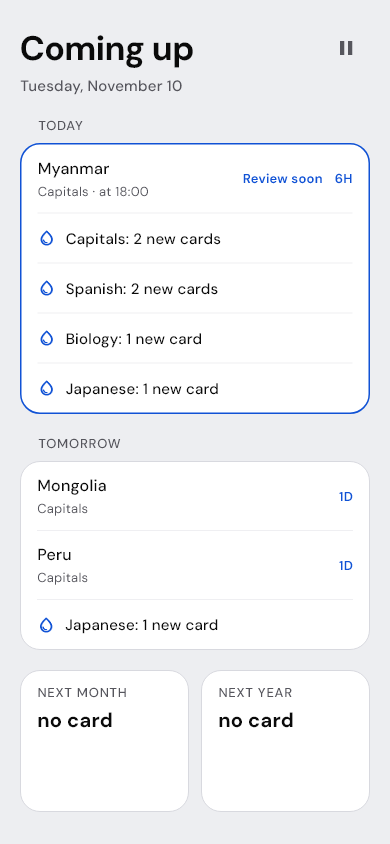 Coming up
Tuesday, November 10
TODAY
Myanmar
Capitals · at 18:00
Review soon 6H
Capitals: 2 new cards
Spanish: 2 new cards
Biology: 1 new card
Japanese: 1 new card
TOMORROW
Mongolia
Capitals
1D
Peru
Capitals
1D
Japanese: 1 new card
NEXT MONTH
no card
NEXT YEAR
no card